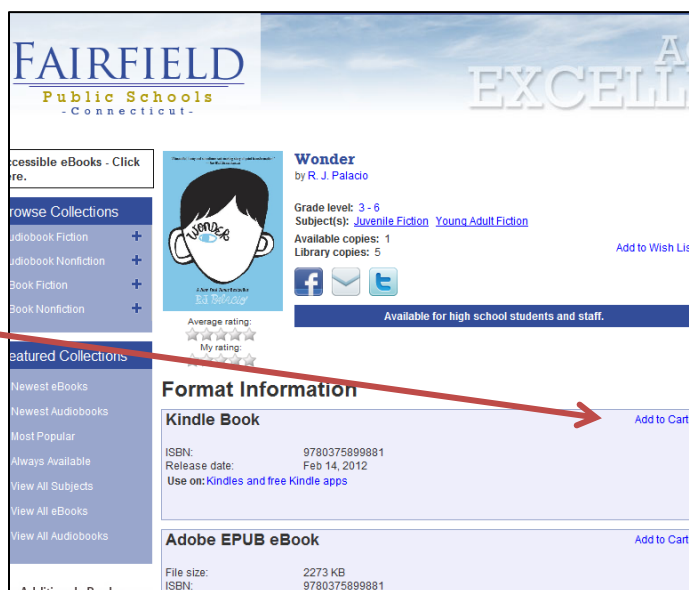 FAIRFIELD
Public Schools
- Connecticut-
A
EXCELL
ccessible eBooks - Click
ere.
rowse Collections
udiobook Fiction +
udiobook Nonfiction +
Book Fiction +
Book Nonfiction +
eatured Collections
Newest eBooks
Newest Audiobooks
Most Popular
Always Available
View All Subjects
View All eBooks
View All Audiobooks
WONDER
R.J. Palacio
Average rating:
My rating:
Wonder
by R. J. Palacio
Grade level: 3 - 6
Subject(s): Juvenile Fiction Young Adult Fiction
Available copies: 1
Library copies: 5
Add to Wish Lis
Available for high school students and staff.
Format Information
Kindle Book
Add to Cart
ISBN: 9780375899881
Release date: Feb 14, 2012
Use on: Kindles and free Kindle apps
Adobe EPUB eBook
Add to Cart
File size: 2273 KB
ISBN: 9780375899881